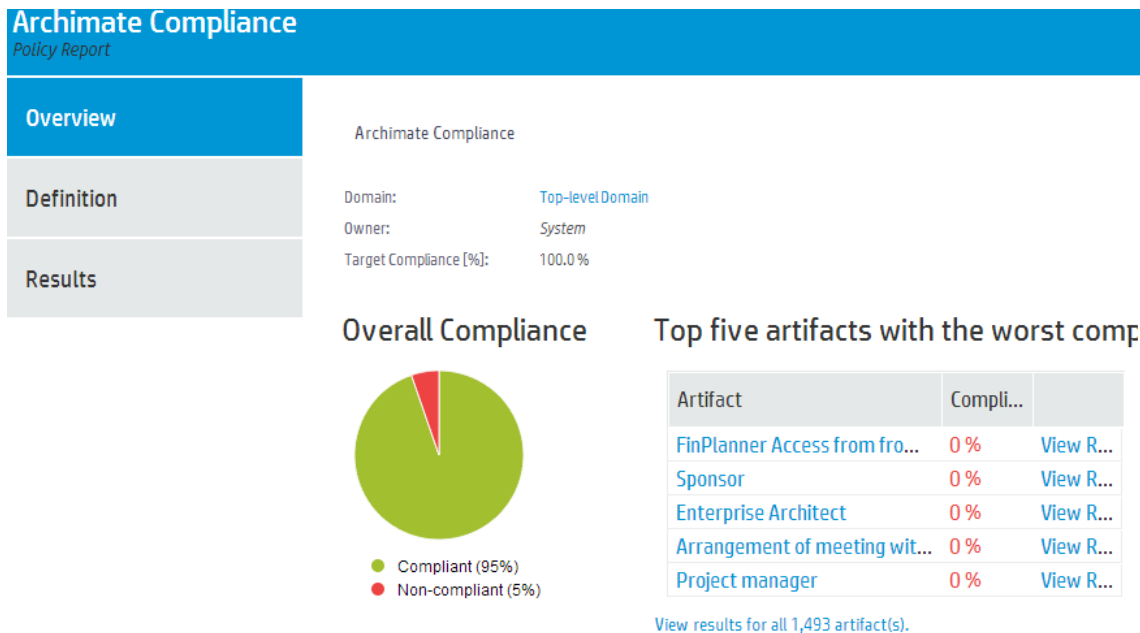 Archimate Compliance
Policy Report
Overview
Definition
Results
Archimate Compliance
Domain: Top-level Domain
Owner: System
Target Compliance [%]: 100.0 %
Overall Compliance
Compliant (95%)
Non-compliant (5%)
Top five artifacts with the worst comp
Artifact Compli...
FinPlanner Access from fro... 0 % View R...
Sponsor 0 % View R...
Enterprise Architect 0 % View R...
Arrangement of meeting wit... 0 % View R...
Project manager 0 % View R...
View results for all 1,493 artifact(s).